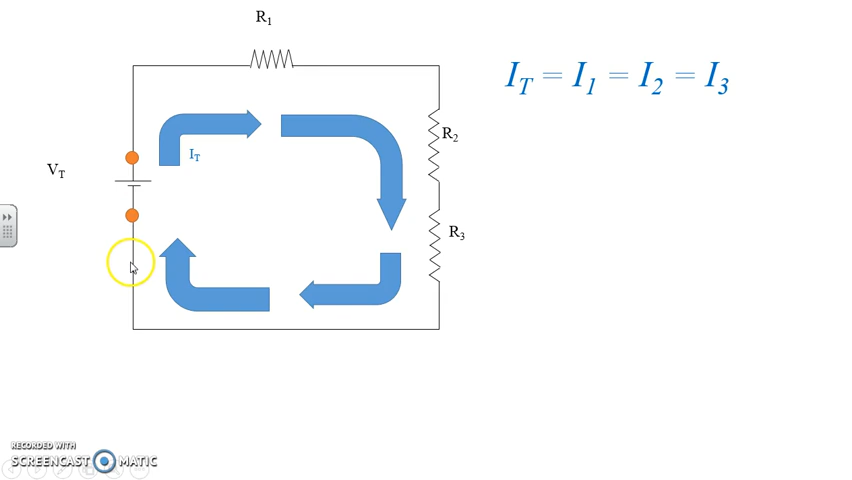 R1
IT = I1 = I2 = I3
R2
IT
VT
R3
RECORDED WITH
SCREENCAST MATIC